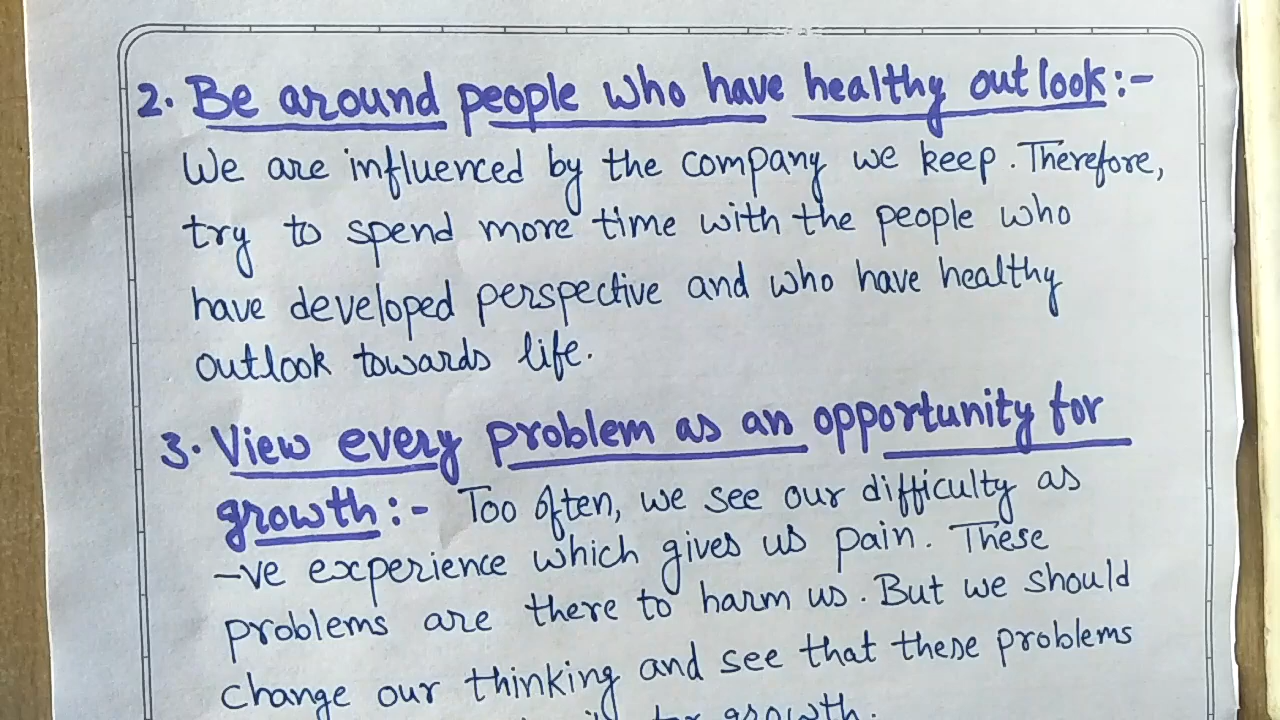 2. Be around people who have healthy outlook:-
We are influenced by the company we keep. Therefore,
try to spend more time with the people who
have developed perspective and who have healthy
outlook towards life.
3. View every problem as an opportunity for
growth:- Too often, we see our difficulty as
-ve experience which gives us pain. These
problems are there to harm us. But we should
change our thinking and see that these problems
growth.